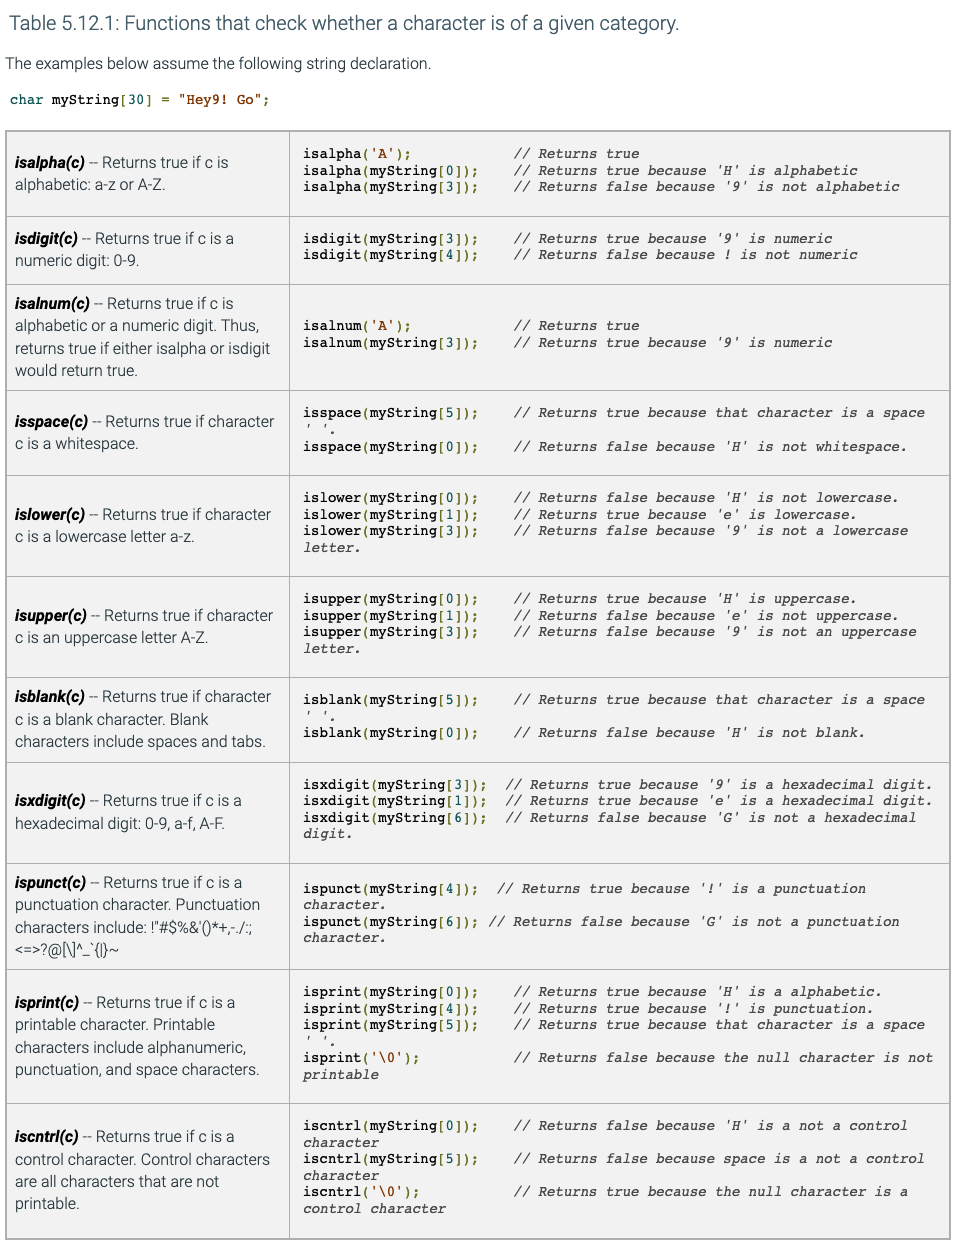 Table 5.12.1: Functions that check whether a character is of a given category.
The examples below assume the following string declaration.
char myString[30] = "Hey9! Go";
isalpha(c) -- Returns true if c is
alphabetic: a-z or A-Z.
isalpha('A'); // Returns true
isalpha(myString[0]); // Returns true because 'H' is alphabetic
isalpha(myString[3]); // Returns false because '9' is not alphabetic
isdigit(c) -- Returns true if c is a
numeric digit: 0-9.
isdigit(myString[3]); // Returns true because '9' is numeric
isdigit(myString[4]); // Returns false because ! is not numeric
isalnum(c) -- Returns true if c is
alphabetic or a numeric digit. Thus,
returns true if either isalpha or isdigit
would return true.
isalnum('A'); // Returns true
isalnum(myString[3]); // Returns true because '9' is numeric
isspace(c) -- Returns true if character
c is a whitespace.
isspace(myString[5]); // Returns true because that character is a space
' '.
isspace(myString[0]); // Returns false because 'H' is not whitespace.
islower(c) -- Returns true if character
c is a lowercase letter a-z.
islower(myString[0]); // Returns false because 'H' is not lowercase.
islower(myString[1]); // Returns true because 'e' is lowercase.
islower(myString[3]); // Returns false because '9' is not a lowercase
letter.
isupper(c) -- Returns true if character
c is an uppercase letter A-Z.
isupper(myString[0]); // Returns true because 'H' is uppercase.
isupper(myString[1]); // Returns false because 'e' is not uppercase.
isupper(myString[3]); // Returns false because '9' is not an uppercase
letter.
isblank(c) -- Returns true if character
c is a blank character. Blank
characters include spaces and tabs.
isblank(myString[5]); // Returns true because that character is a space
' '.
isblank(myString[0]); // Returns false because 'H' is not blank.
isxdigit(c) -- Returns true if c is a
hexadecimal digit: 0-9, a-f, A-F.
isxdigit(myString[3]); // Returns true because '9' is a hexadecimal digit.
isxdigit(myString[1]); // Returns true because 'e' is a hexadecimal digit.
isxdigit(myString[6]); // Returns false because 'G' is not a hexadecimal
digit.
ispunct(c) -- Returns true if c is a
punctuation character. Punctuation
characters include: !"#$%&'()*+,-./:;
<=>?@[\]^_`{|}~
ispunct(myString[4]); // Returns true because '!' is a punctuation
character.
ispunct(myString[6]); // Returns false because 'G' is not a punctuation
character.
isprint(c) -- Returns true if c is a
printable character. Printable
characters include alphanumeric,
punctuation, and space characters.
isprint(myString[0]); // Returns true because 'H' is a alphabetic.
isprint(myString[4]); // Returns true because '!' is punctuation.
isprint(myString[5]); // Returns true because that character is a space
' '.
isprint('\0'); // Returns false because the null character is not
printable
iscntrl(c) -- Returns true if c is a
control character. Control characters
are all characters that are not
printable.
iscntrl(myString[0]); // Returns false because 'H' is a not a control
character
iscntrl(myString[5]); // Returns false because space is a not a control
character
iscntrl('\0'); // Returns true because the null character is a
control character